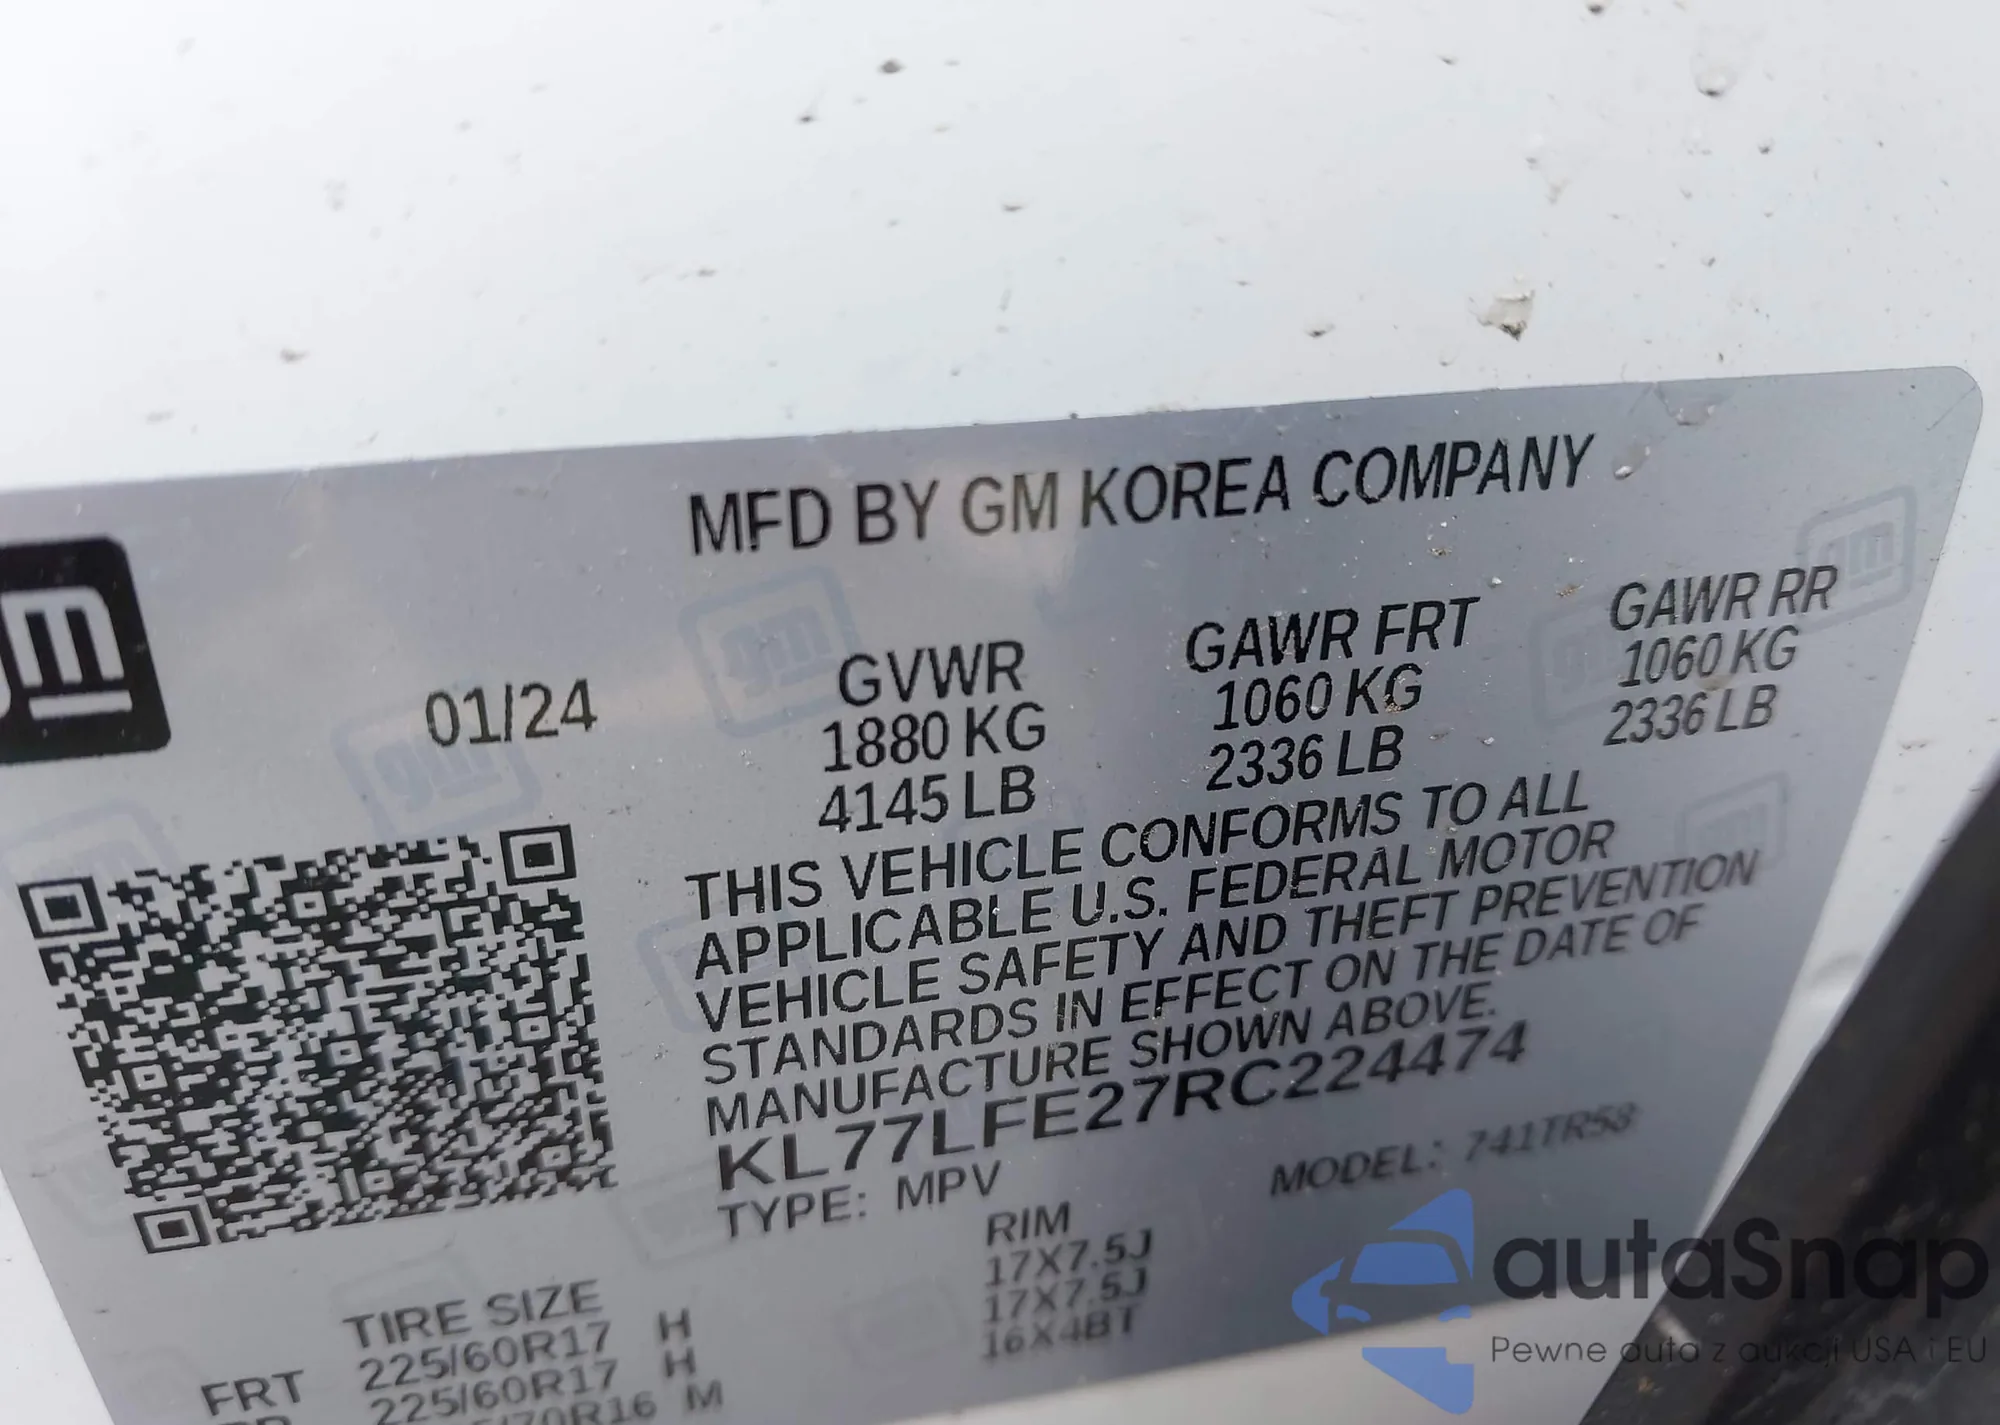 MFD BY GM KOREA COMPANY
gm
01/24
GVWR
1880 KG
4145 LB
GAWR FRT
1060 KG
2336 LB
GAWR RR
1060 KG
2336 LB
THIS VEHICLE CONFORMS TO ALL
APPLICABLE U.S. FEDERAL MOTOR
VEHICLE SAFETY AND THEFT PREVENTION
STANDARDS IN EFFECT ON THE DATE OF
MANUFACTURE SHOWN ABOVE.
KL77LFE27RC224474
TYPE: MPV
MODEL: 741TR58
TIRE SIZE
RIM
FRT 225/60R17 H 17X7.5J
225/60R17 H 17X7.5J
M 16X4BT
autaSnap
Pewne auta z aukcji USA i EU